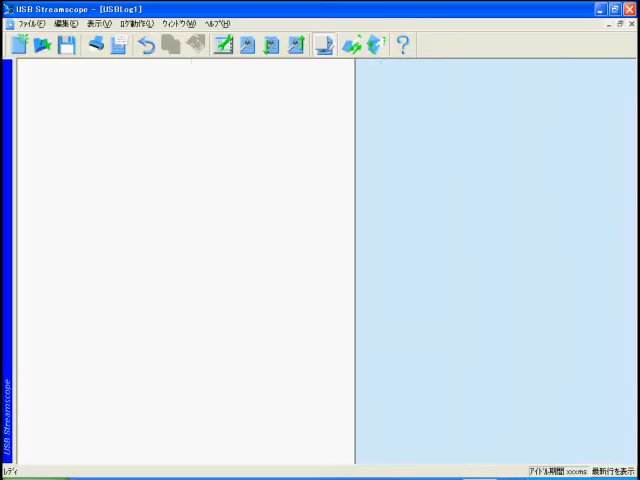 USB Streamscope - [USBLog1]
ファイル(F) 編集(E) 表示(V) ログ動作(L) ウィンドウ(W) ヘルプ(H)
USB Streamscope
レディ
アイドル期間 xxxms 最新行を表示